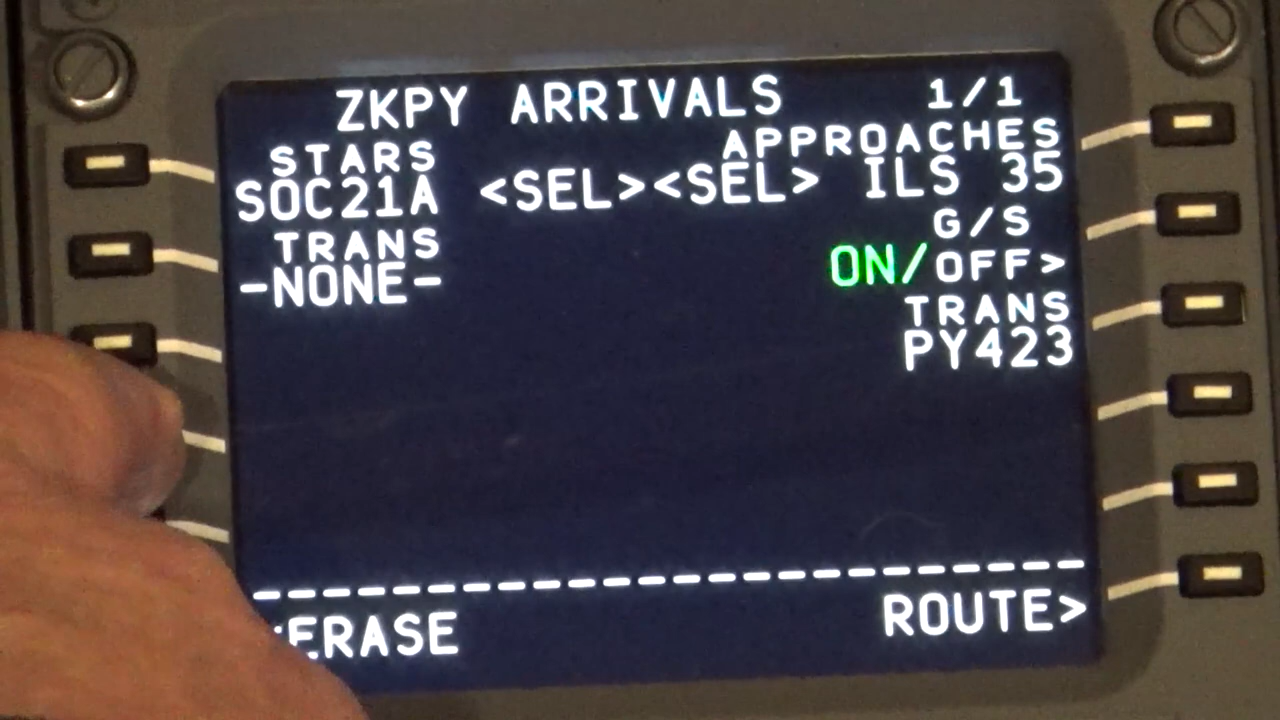 ZKPY ARRIVALS 1/1
STARS APPROACHES
SOC21A <SEL><SEL> ILS 35
TRANS G/S
-NONE- ON/OFF>
TRANS
PY423
--------------------------
<ERASE ROUTE>